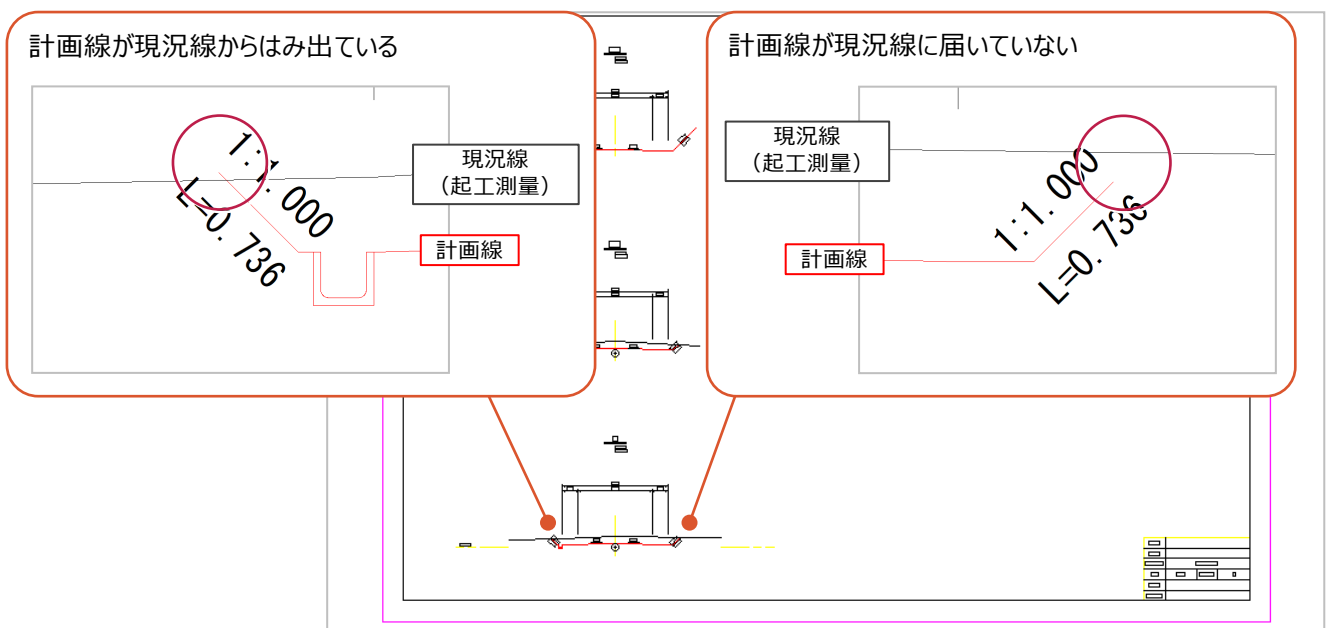 計画線が現況線からはみ出ている
1:1.000
L=0.736
現況線
（起工測量）
計画線
計画線が現況線に届いていない
現況線
（起工測量）
1:1.000
L=0.736
計画線